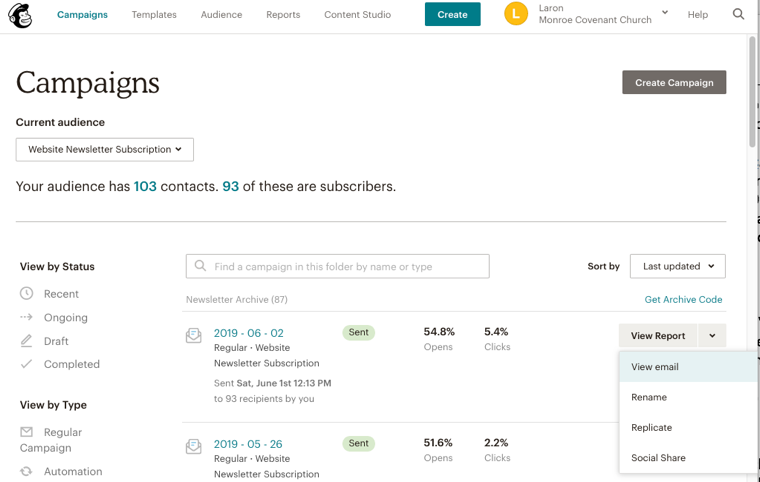 Campaigns
Templates
Audience
Reports
Content Studio
Create
L
Laron
Monroe Covenant Church
Help
Campaigns
Create Campaign
Current audience
Website Newsletter Subscription
Your audience has 103 contacts. 93 of these are subscribers.
View by Status
Recent
Ongoing
Draft
Completed
View by Type
Regular
Campaign
Automation
Find a campaign in this folder by name or type
Sort by
Last updated
Newsletter Archive (87)
Get Archive Code
2019 - 06 - 02
Regular · Website
Newsletter Subscription
Sent Sat, June 1st 12:13 PM
to 93 recipients by you
Sent
54.8%
Opens
5.4%
Clicks
View Report
View email
Rename
Replicate
Social Share
2019 - 05 - 26
Regular · Website
Newsletter Subscription
Sent
51.6%
Opens
2.2%
Clicks